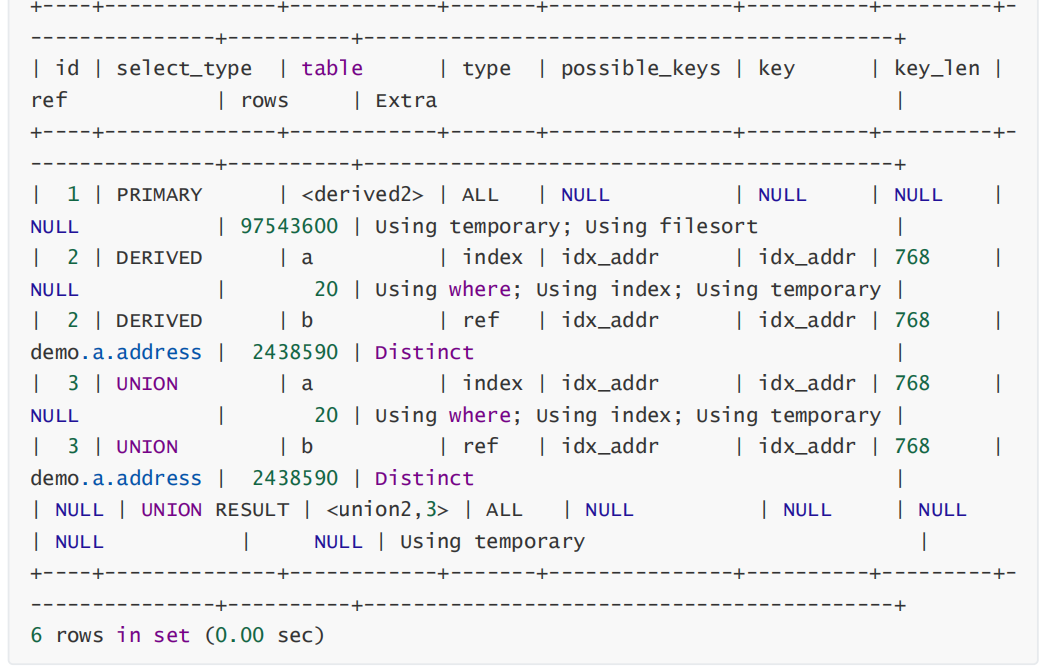 +----+--------------+------------+-------+---------------+----------+---------+-
---------------+----------+-------------------------------------------+
| id | select_type  | table      | type  | possible_keys | key      | key_len |
ref            | rows     | Extra                                     |
+----+--------------+------------+-------+---------------+----------+---------+-
---------------+----------+-------------------------------------------+
|  1 | PRIMARY      | <derived2> | ALL   | NULL          | NULL     | NULL    |
NULL           | 97543600 | Using temporary; Using filesort           |
|  2 | DERIVED      | a          | index | idx_addr      | idx_addr | 768     |
NULL           |       20 | Using where; Using index; Using temporary |
|  2 | DERIVED      | b          | ref   | idx_addr      | idx_addr | 768     |
demo.a.address |  2438590 | Distinct                                  |
|  3 | UNION        | a          | index | idx_addr      | idx_addr | 768     |
NULL           |       20 | Using where; Using index; Using temporary |
|  3 | UNION        | b          | ref   | idx_addr      | idx_addr | 768     |
demo.a.address |  2438590 | Distinct                                  |
| NULL | UNION RESULT | <union2,3> | ALL   | NULL          | NULL     | NULL
| NULL           |     NULL | Using temporary                           |
+----+--------------+------------+-------+---------------+----------+---------+-
---------------+----------+-------------------------------------------+
6 rows in set (0.00 sec)